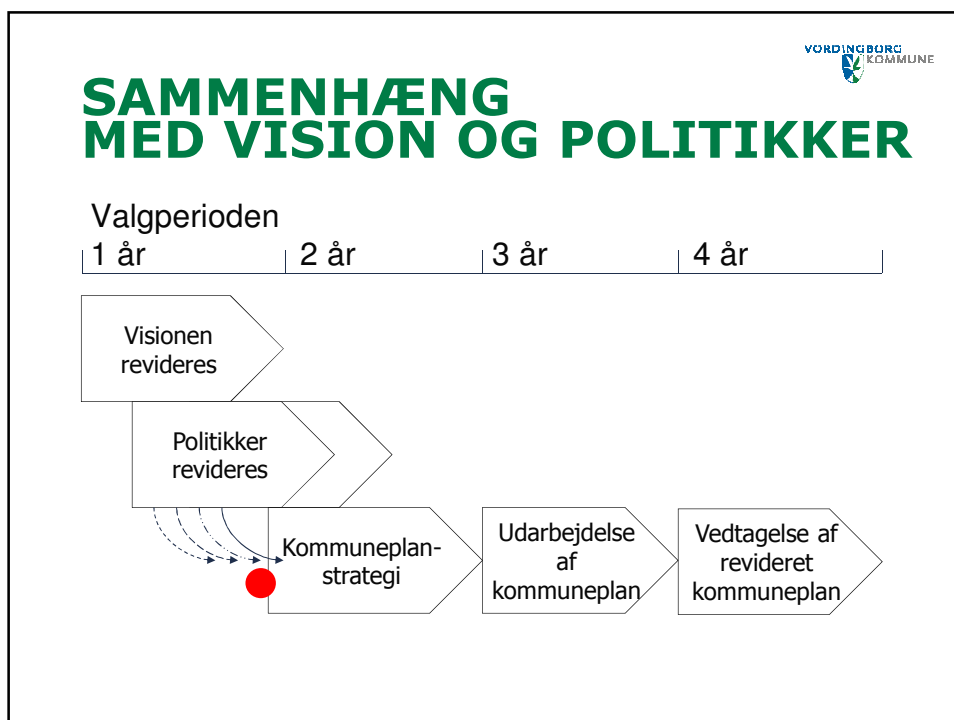 VORDINGBORG
KOMMUNE
SAMMENHÆNG
MED VISION OG POLITIKKER
Valgperioden
1 år 2 år 3 år 4 år
Visionen
revideres
Politikker
revideres
Kommuneplan-
strategi
Udarbejdelse
af
kommuneplan
Vedtagelse af
revideret
kommuneplan